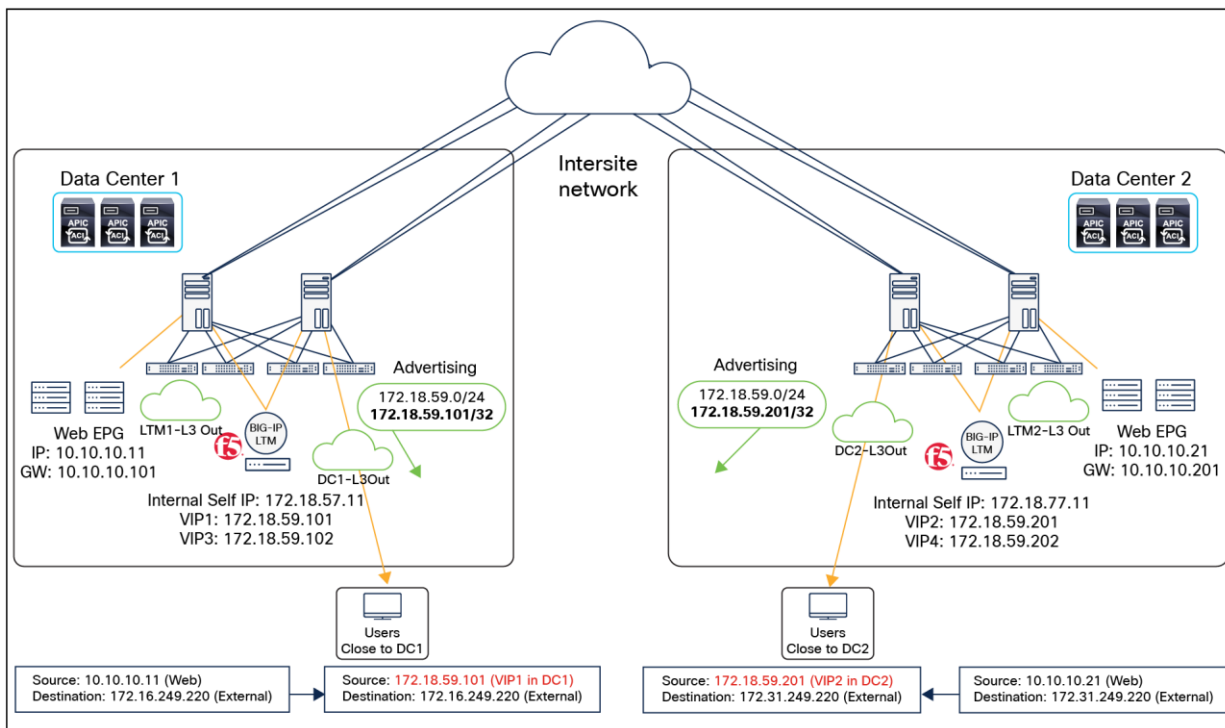 Intersite
network
Data Center 1
APIC
ACI
APIC
ACI
APIC
ACI
Advertising
172.18.59.0/24
172.18.59.101/32
Web EPG
IP: 10.10.10.11
GW: 10.10.10.101
LTM1-L3 Out
f5
BIG-IP
LTM
DC1-L3Out
Internal Self IP: 172.18.57.11
VIP1: 172.18.59.101
VIP3: 172.18.59.102
Users
Close to DC1
Data Center 2
APIC
ACI
APIC
ACI
APIC
ACI
Advertising
172.18.59.0/24
172.18.59.201/32
DC2-L3Out
f5
BIG-IP
LTM
LTM2-L3 Out
Web EPG
IP: 10.10.10.21
GW: 10.10.10.201
Internal Self IP: 172.18.77.11
VIP2: 172.18.59.201
VIP4: 172.18.59.202
Users
Close to DC2
Source: 10.10.10.11 (Web)
Destination: 172.16.249.220 (External)
Source: 172.18.59.101 (VIP1 in DC1)
Destination: 172.16.249.220 (External)
Source: 172.18.59.201 (VIP2 in DC2)
Destination: 172.31.249.220 (External)
Source: 10.10.10.21 (Web)
Destination: 172.31.249.220 (External)